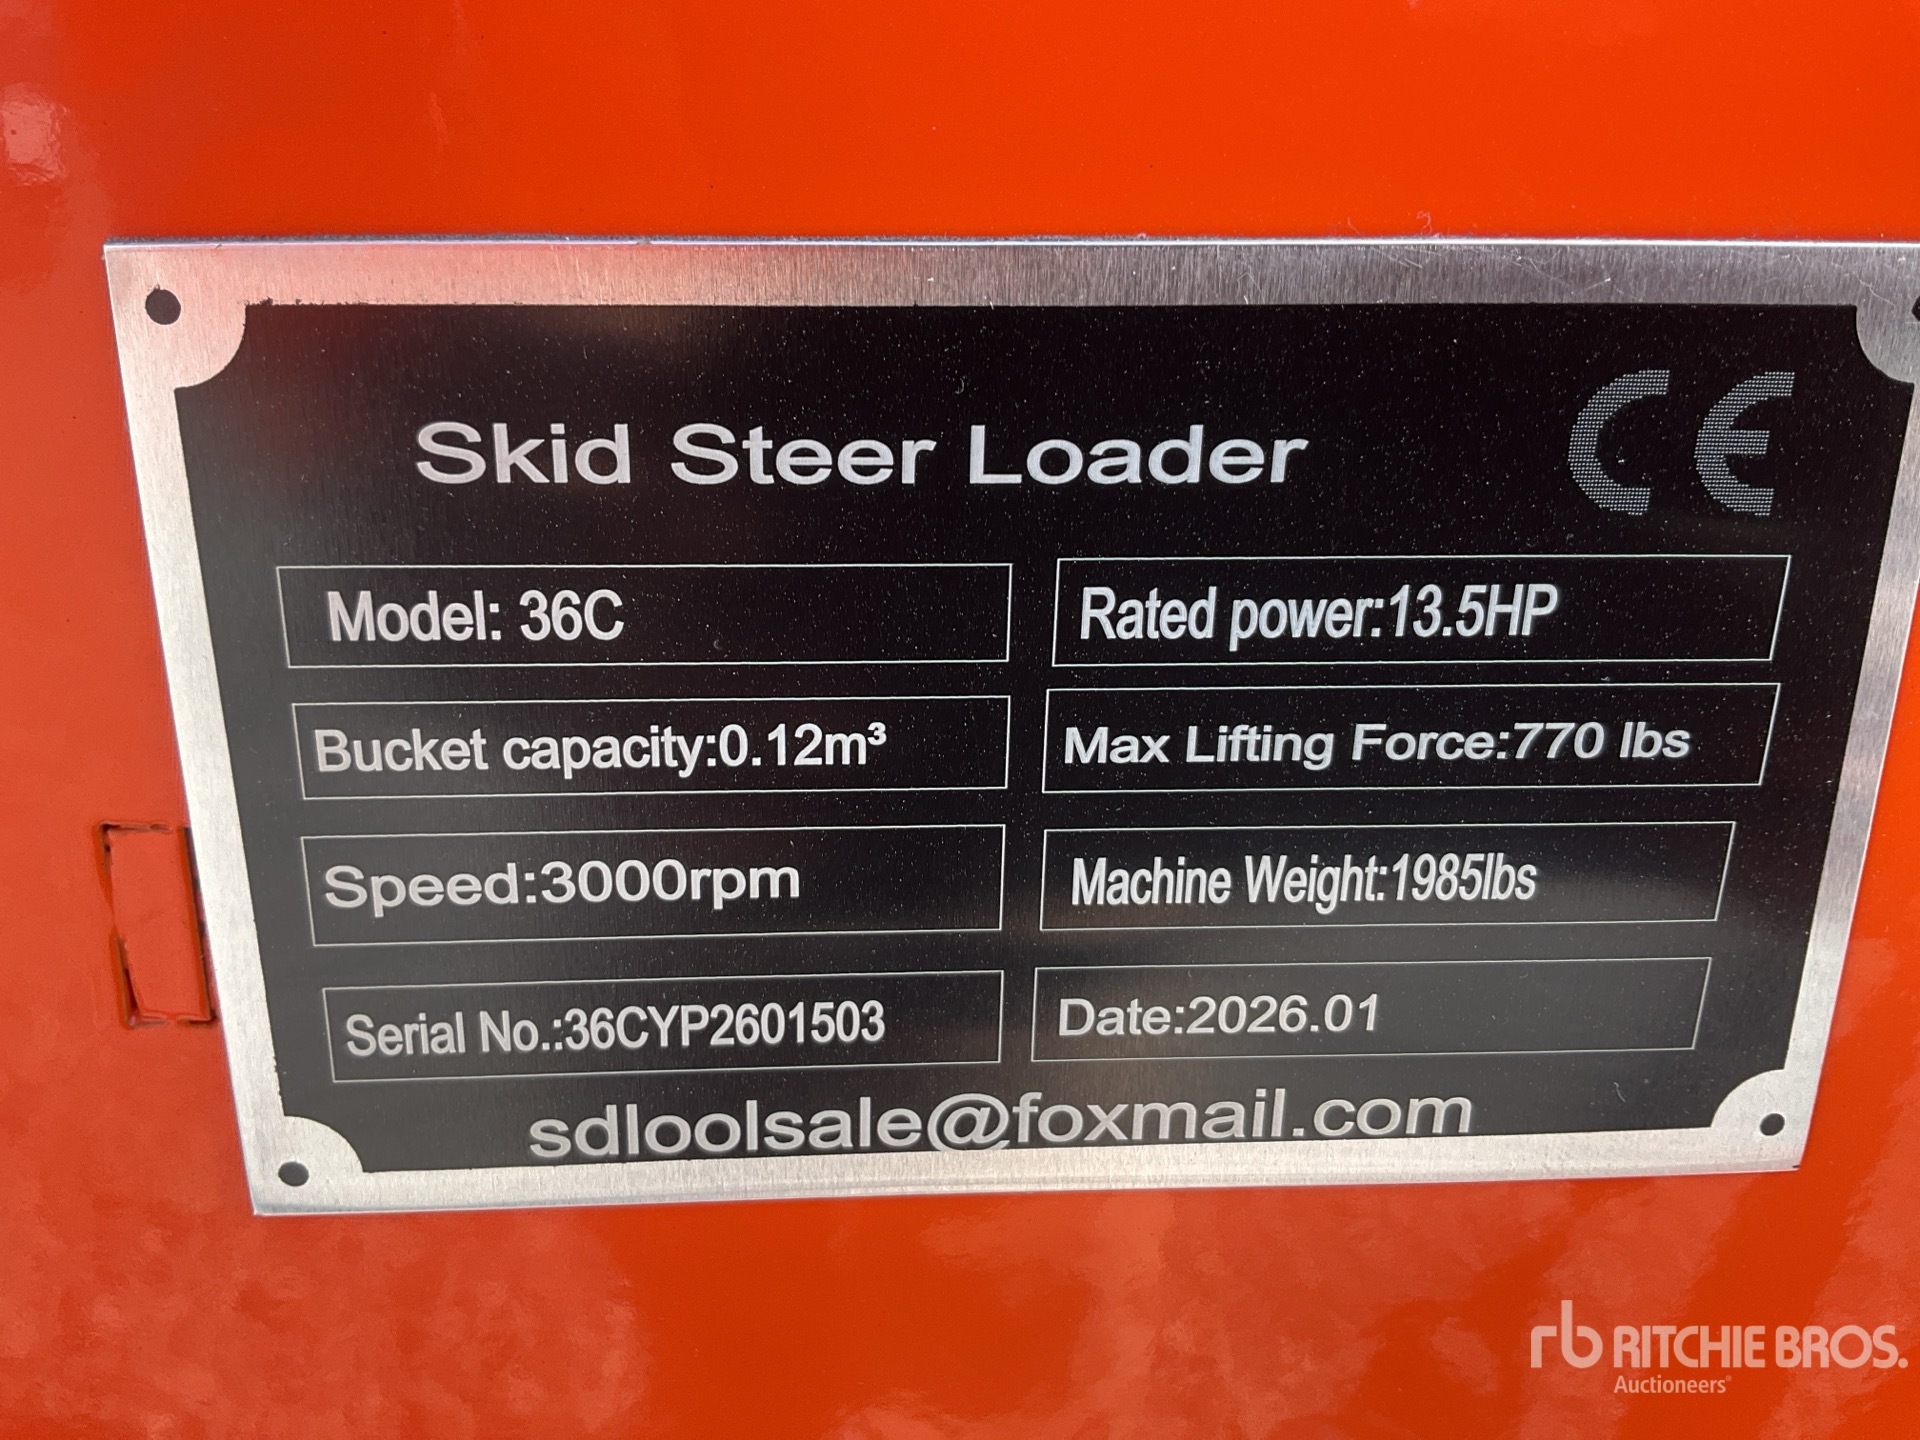 Skid Steer Loader CE
Model: 36C
Rated power:13.5HP
Bucket capacity:0.12m³
Max Lifting Force:770 lbs
Speed:3000rpm
Machine Weight:1985lbs
Serial No.:36CYP2601503
Date:2026.01
sdloolsale@foxmail.com
rb RITCHIE BROS.
Auctioneers